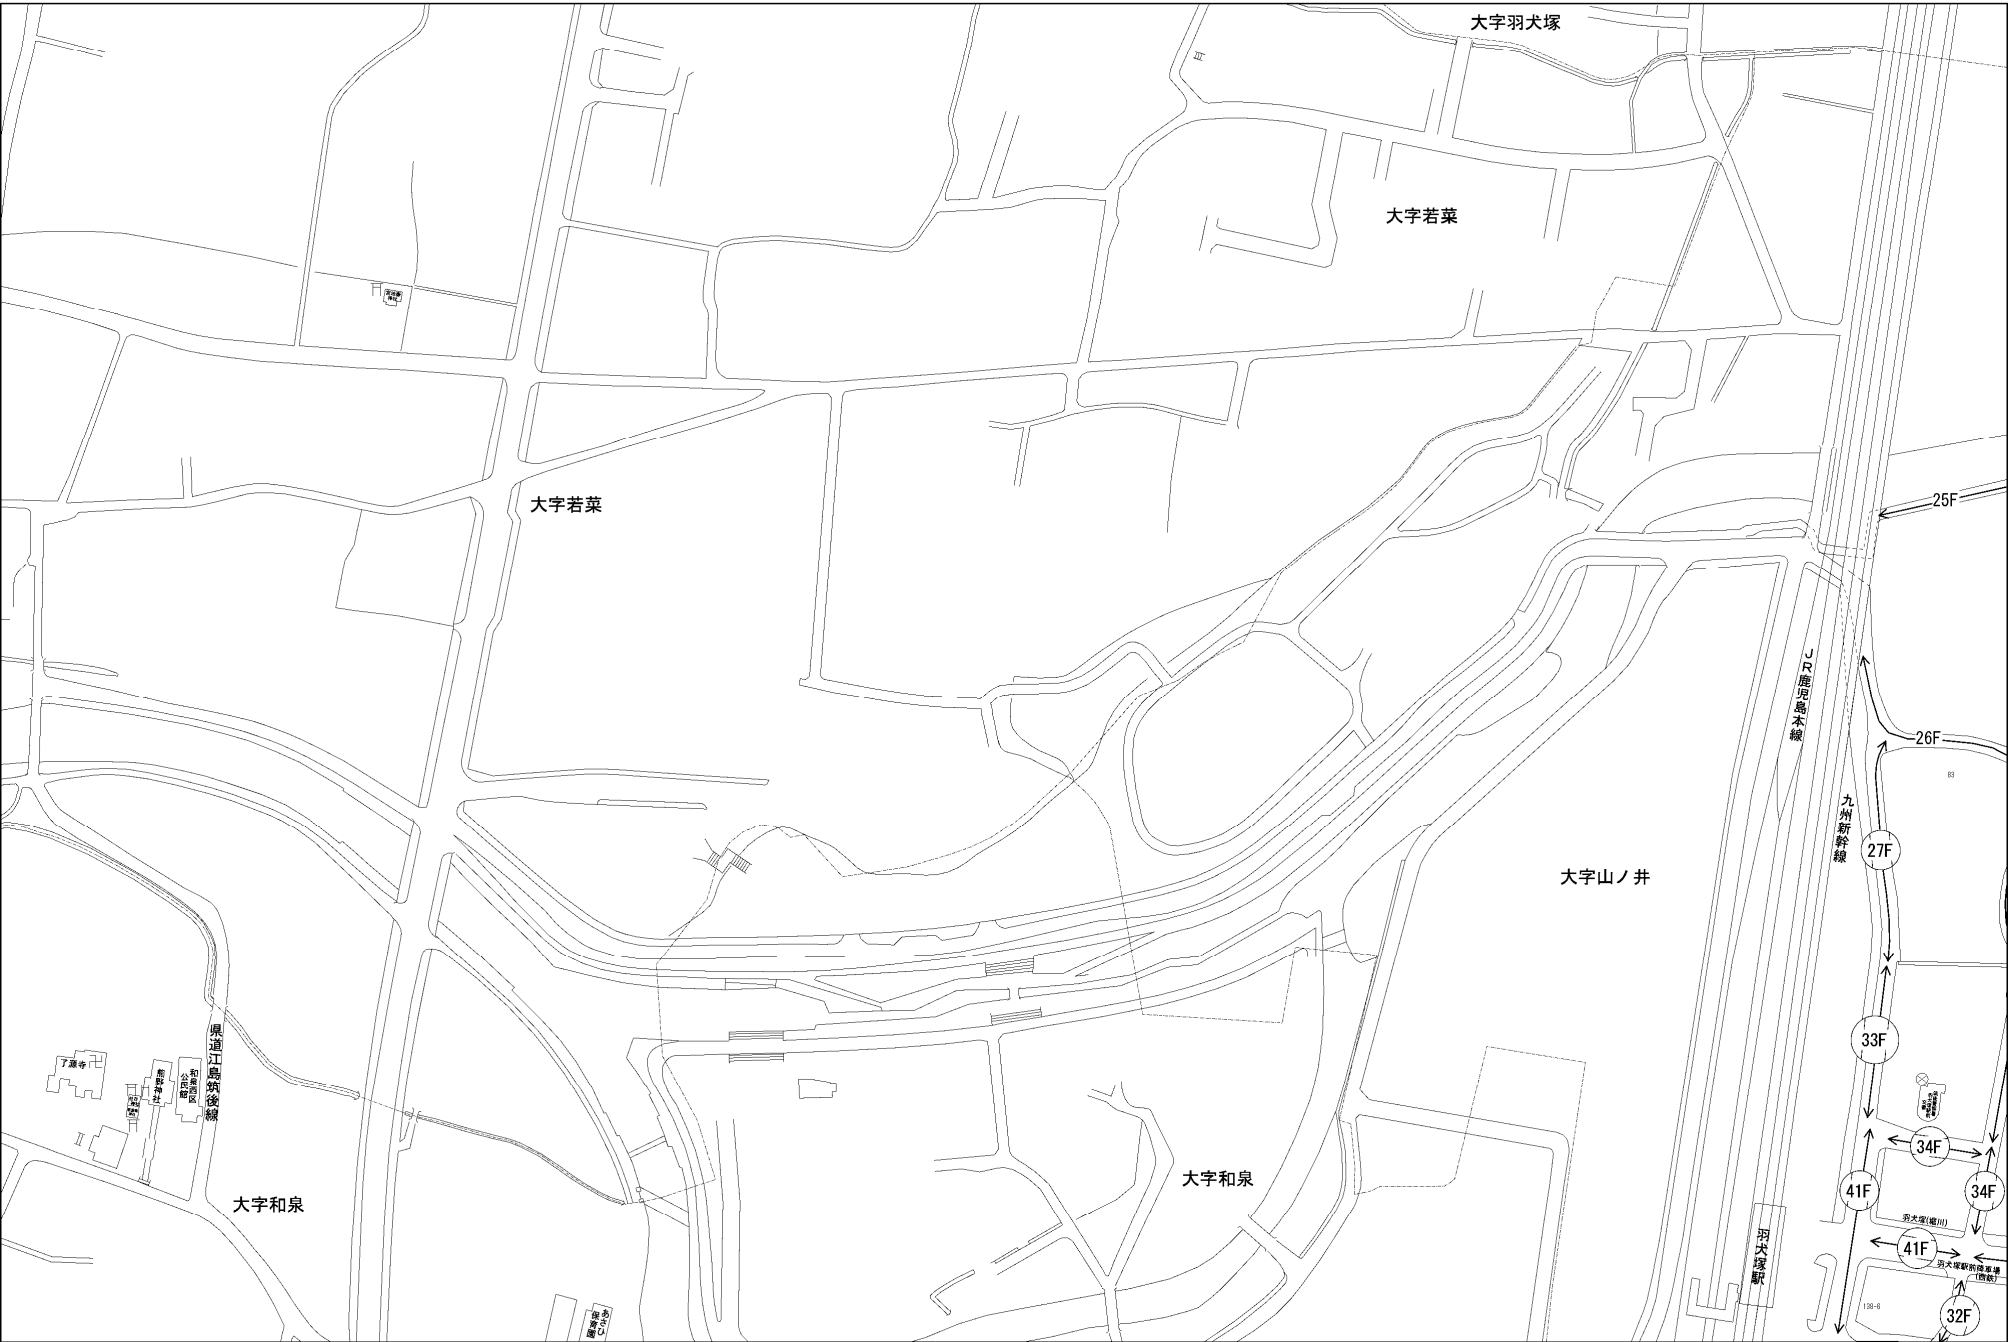 大字羽犬塚
大字若菜
大字若菜
25F
JR鹿児島本線
26F
83
九州新幹線
27F
大字山ノ井
33F
県道江島筑後線
了源寺
熊野神社
和泉西区
公民館
34F
大字和泉
大字和泉
41F
34F
羽犬塚(堀川)
41F
羽犬塚駅
羽犬塚駅前駐車場
(西鉄)
あさひ
保育園
138-6
32F